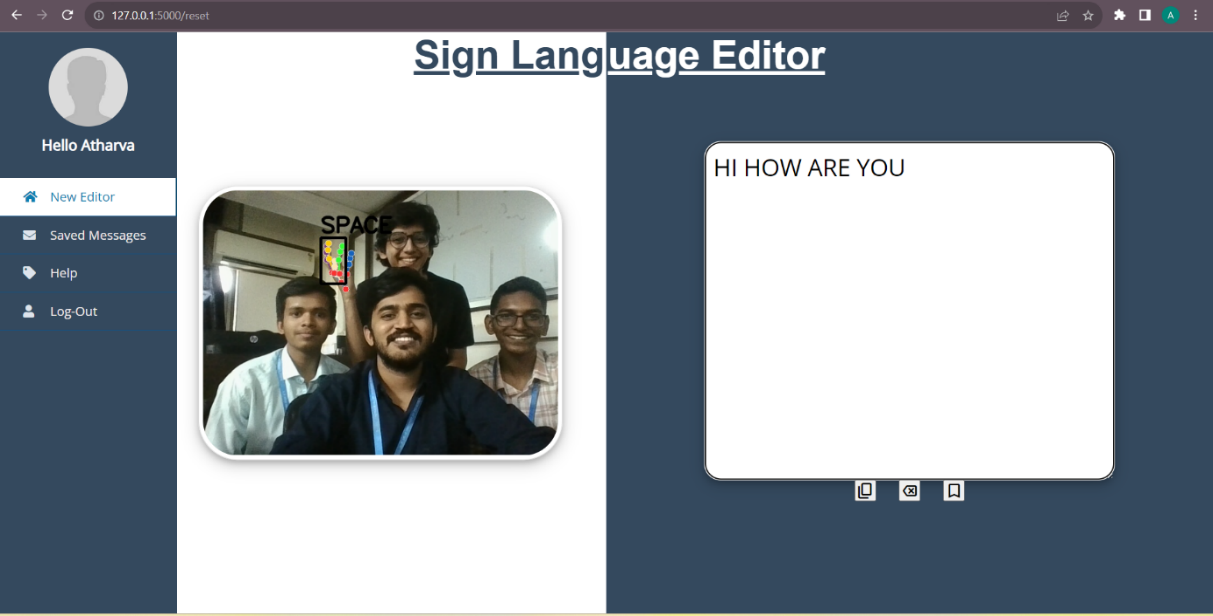 127.0.0.1:5000/reset
A
Sign Language Editor
Hello Atharva
New Editor
Saved Messages
Help
Log-Out
SPACE
HI HOW ARE YOU